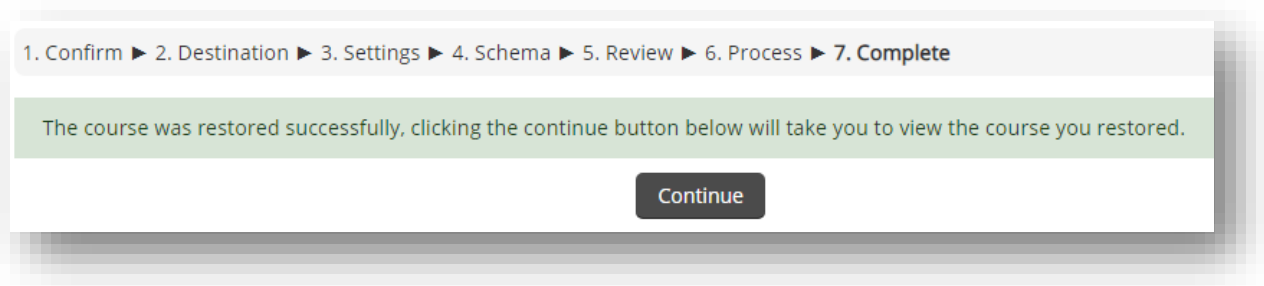 1. Confirm ► 2. Destination ► 3. Settings ► 4. Schema ► 5. Review ► 6. Process ► 7. Complete
The course was restored successfully, clicking the continue button below will take you to view the course you restored.
Continue